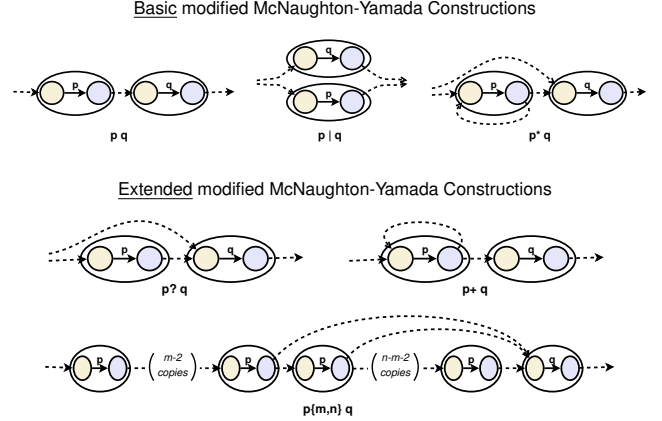 Basic modified McNaughton-Yamada Constructions
p q
q
p
p q
p q
p | q
p* q
Extended modified McNaughton-Yamada Constructions
p q
p q
p? q
p+ q
p
m-2
copies
p
p
n-m-2
copies
p
q
p{m,n} q